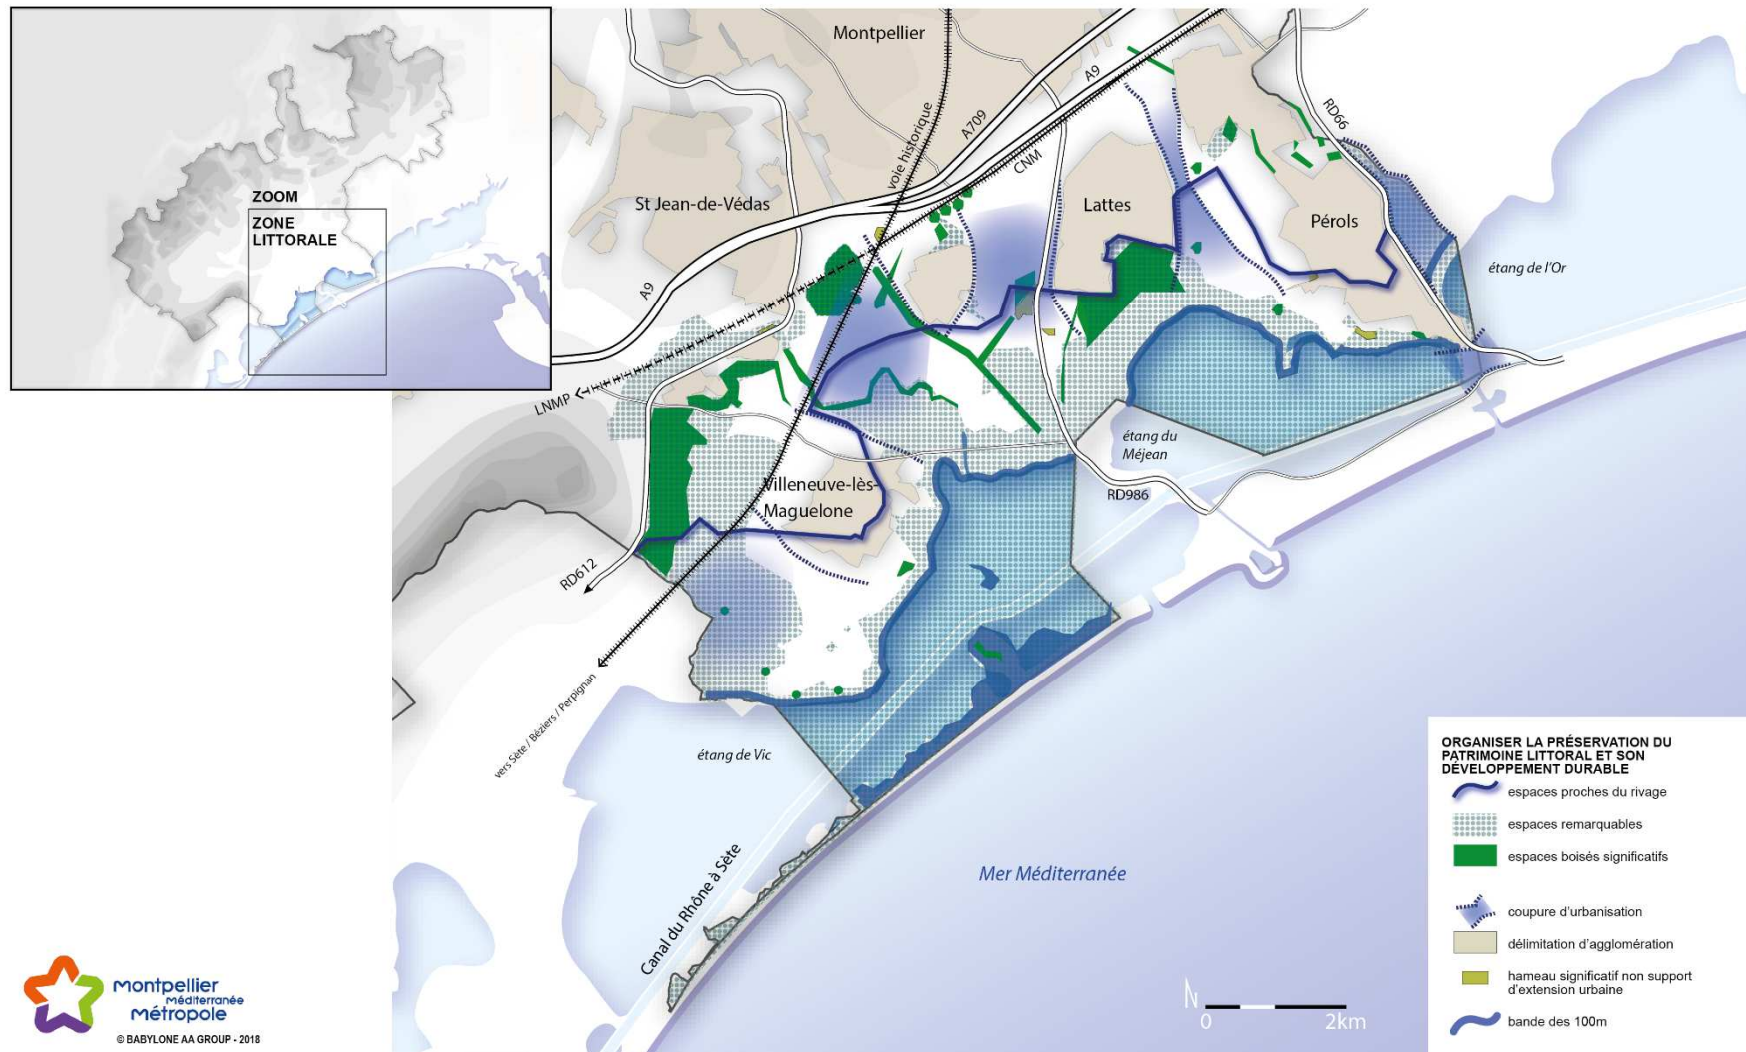 ZOOM
ZONE
LITTORALE
Montpellier
A9
RD66
A709
voie historique
CNM
St Jean-de-Védas
Lattes
Pérols
étang de l'Or
A9
LNMP
étang du
Méjean
RD986
Villeneuve-lès-
Maguelone
RD612
vers Sète / Béziers / Perpignan
étang de Vic
Canal du Rhône à Sète
Mer Méditerranée
N
0
2km
ORGANISER LA PRÉSERVATION DU
PATRIMOINE LITTORAL ET SON
DÉVELOPPEMENT DURABLE
espaces proches du rivage
espaces remarquables
espaces boisés significatifs
coupure d'urbanisation
délimitation d'agglomération
hameau significatif non support
d'extension urbaine
bande des 100m
montpellier
méditerranée
métropole
© BABYLONE AA GROUP - 2018